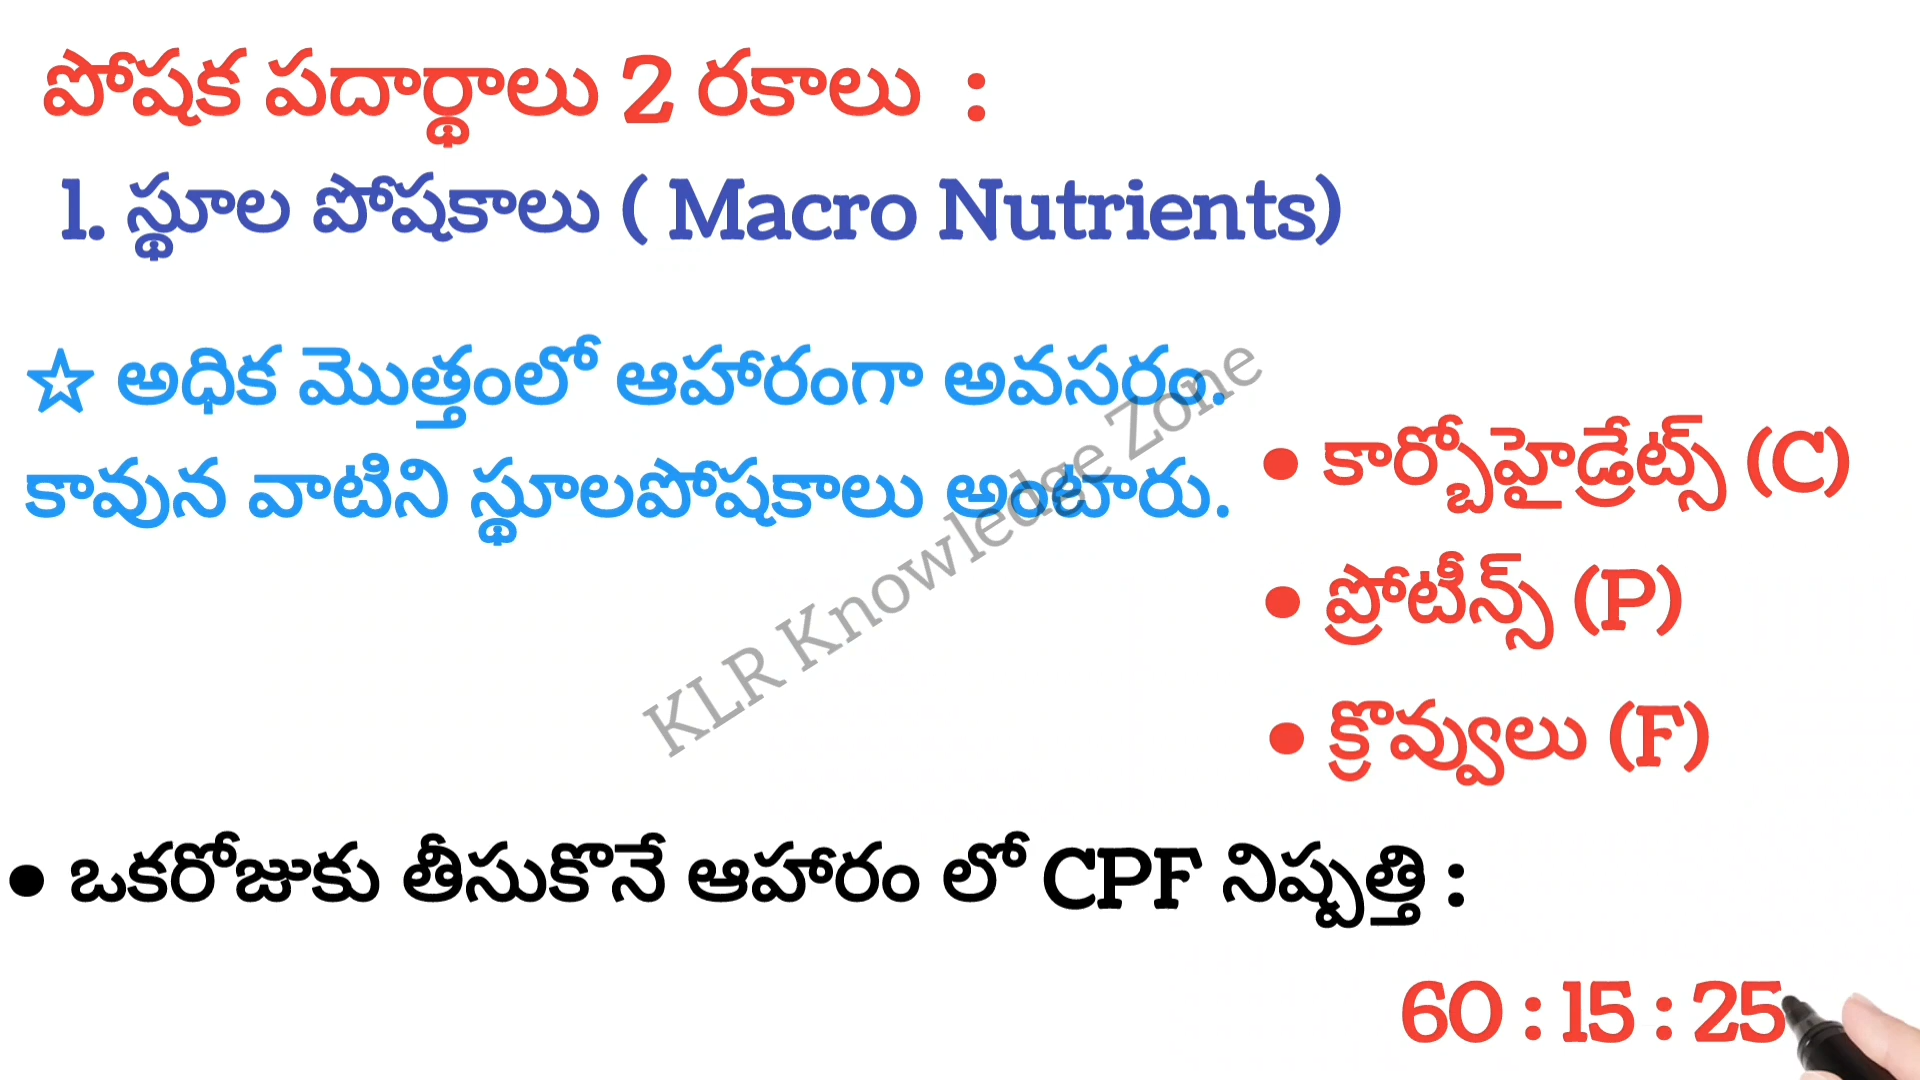 పోషక పదార్థాలు 2 రకాలు :
1. స్థూల పోషకాలు ( Macro Nutrients)
☆ అధిక మొత్తంలో ఆహారంగా అవసరం.
కావున వాటిని స్థూలపోషకాలు అంటారు.
• కార్బోహైడ్రేట్స్ (C)
• ప్రోటీన్స్ (P)
• క్రొవ్వులు (F)
KLR Knowledge Zone
• ఒకరోజుకు తీసుకొనే ఆహారం లో CPF నిష్పత్తి :
60 : 15 : 25